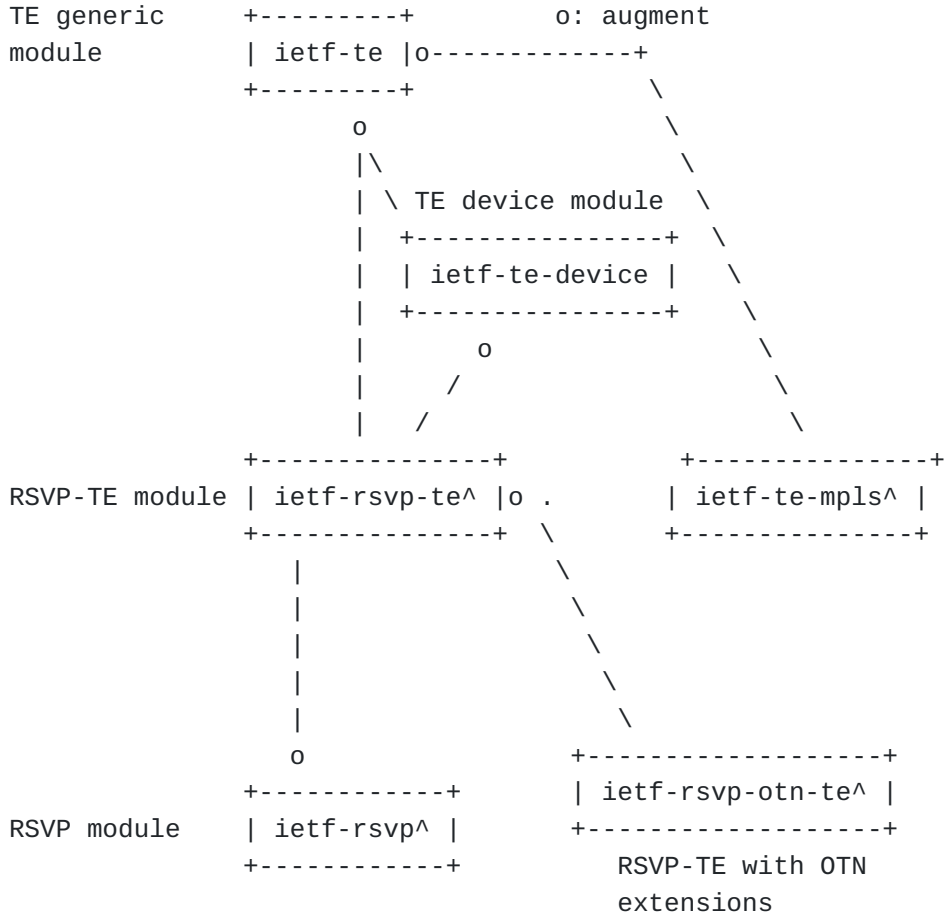 TE generic      +---------+         o: augment
module          | ietf-te |o-------------+
                +---------+               \
                       o                   \
                       |\                   \
                       | \ TE device module  \
                       |  +----------------+  \
                       |  | ietf-te-device |   \
                       |  +----------------+    \
                       |       o                 \
                       |     /                    \
                       |   /                       \
                +---------------+           +---------------+
RSVP-TE module  | ietf-rsvp-te^ |o .       | ietf-te-mpls^ |
                +---------------+  \       +---------------+
                   |                \
                   |                 \
                   |                  \
                   |                   \
                   |                    \
                   o                 +-------------------+
                +------------+       | ietf-rsvp-otn-te^ |
RSVP module     | ietf-rsvp^ |       +-------------------+
                +------------+          RSVP-TE with OTN
                                        extensions